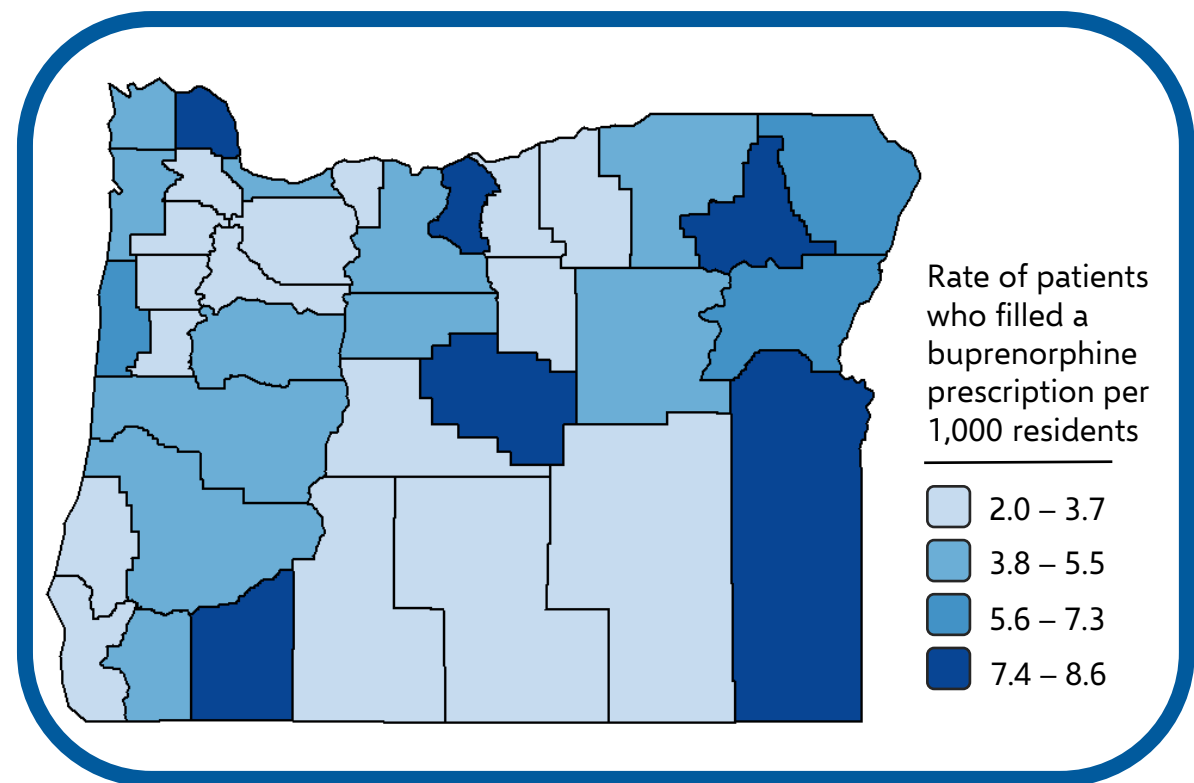 Rate of patients
who filled a
buprenorphine
prescription per
1,000 residents
2.0 – 3.7
3.8 – 5.5
5.6 – 7.3
7.4 – 8.6